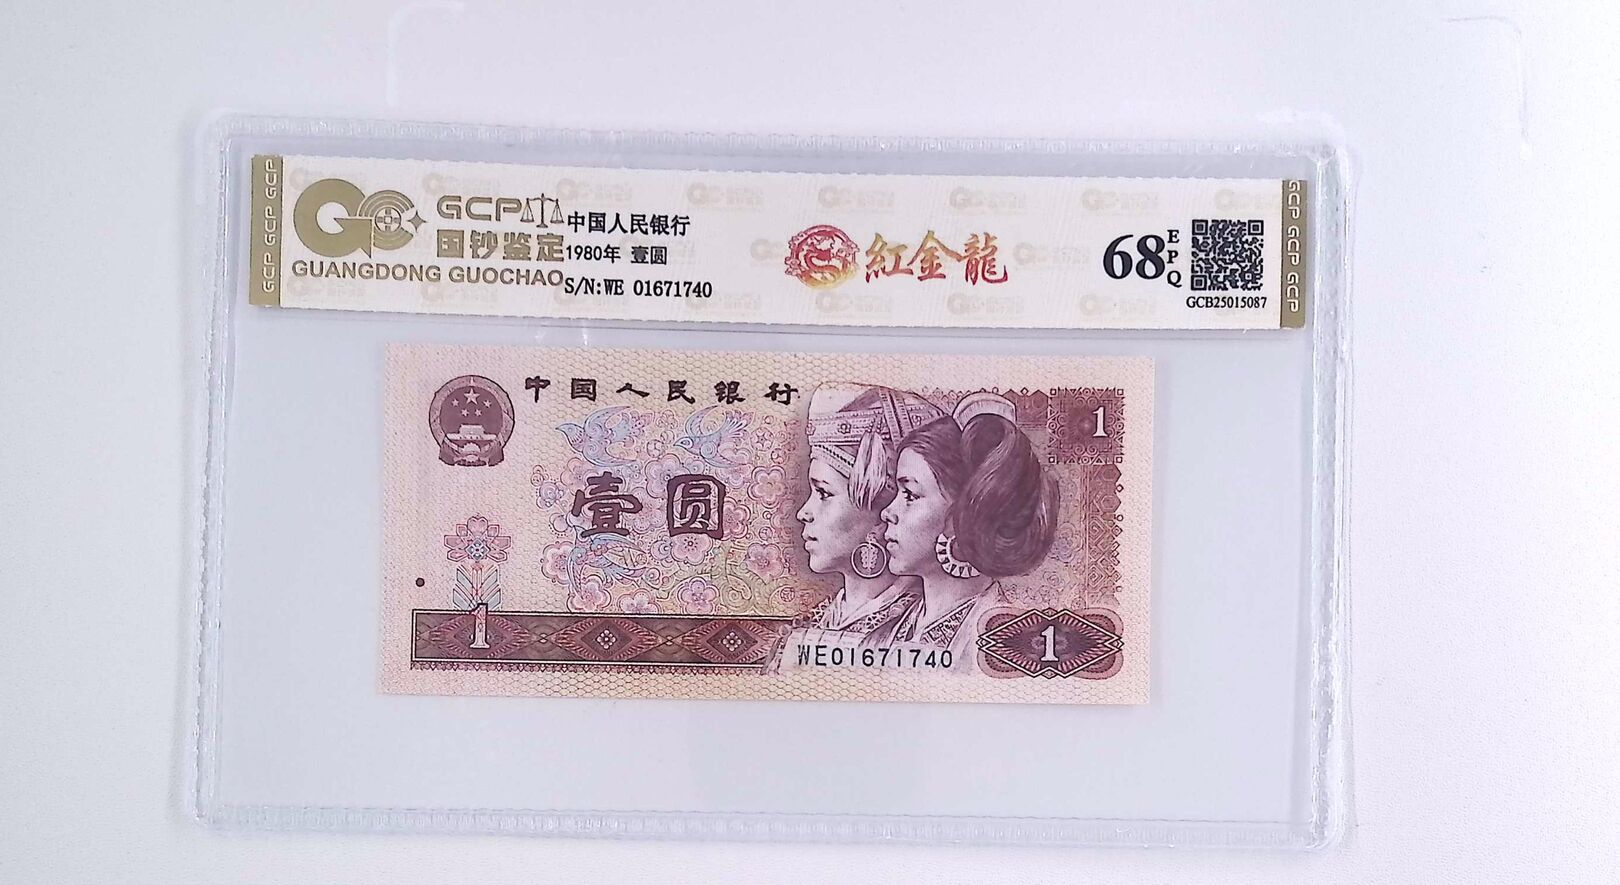 GCP GCP GCP
GC
GCP
国钞鉴定
GUANGDONG GUOCHAO
中国人民银行
1980年 壹圆
S/N:WE 01671740
紅金龍
68 EPQ
GCB25015087
GCP GCP GCP
中国人民银行
1
壹圆
1
WE01671740
1